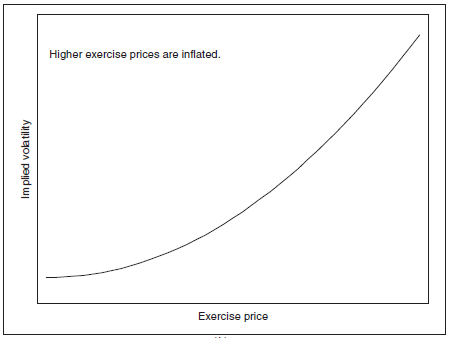 Higher exercise prices are inflated.
Implied volatility
Exercise price